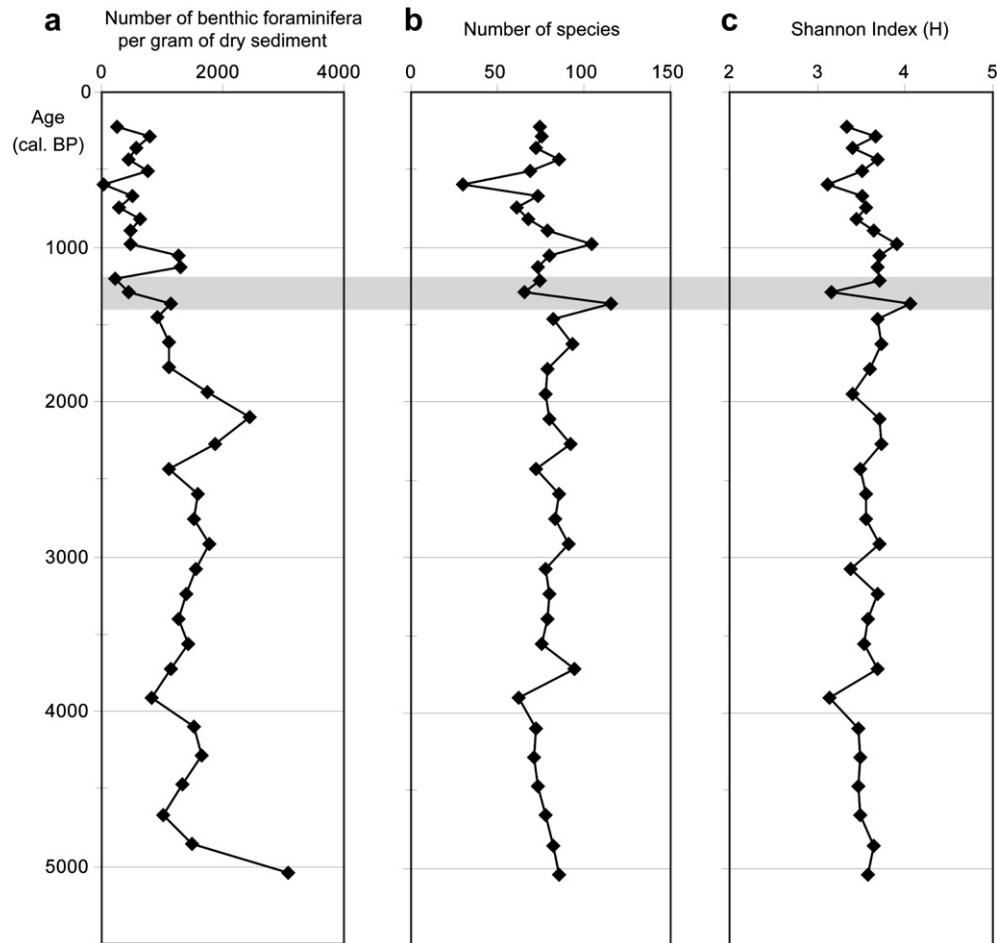 a
Number of benthic foraminifera
per gram of dry sediment
b
Number of species
c
Shannon Index (H)
0 2000 4000
0 50 100 150
2 3 4 5
0
Age
(cal. BP)
1000
2000
3000
4000
5000